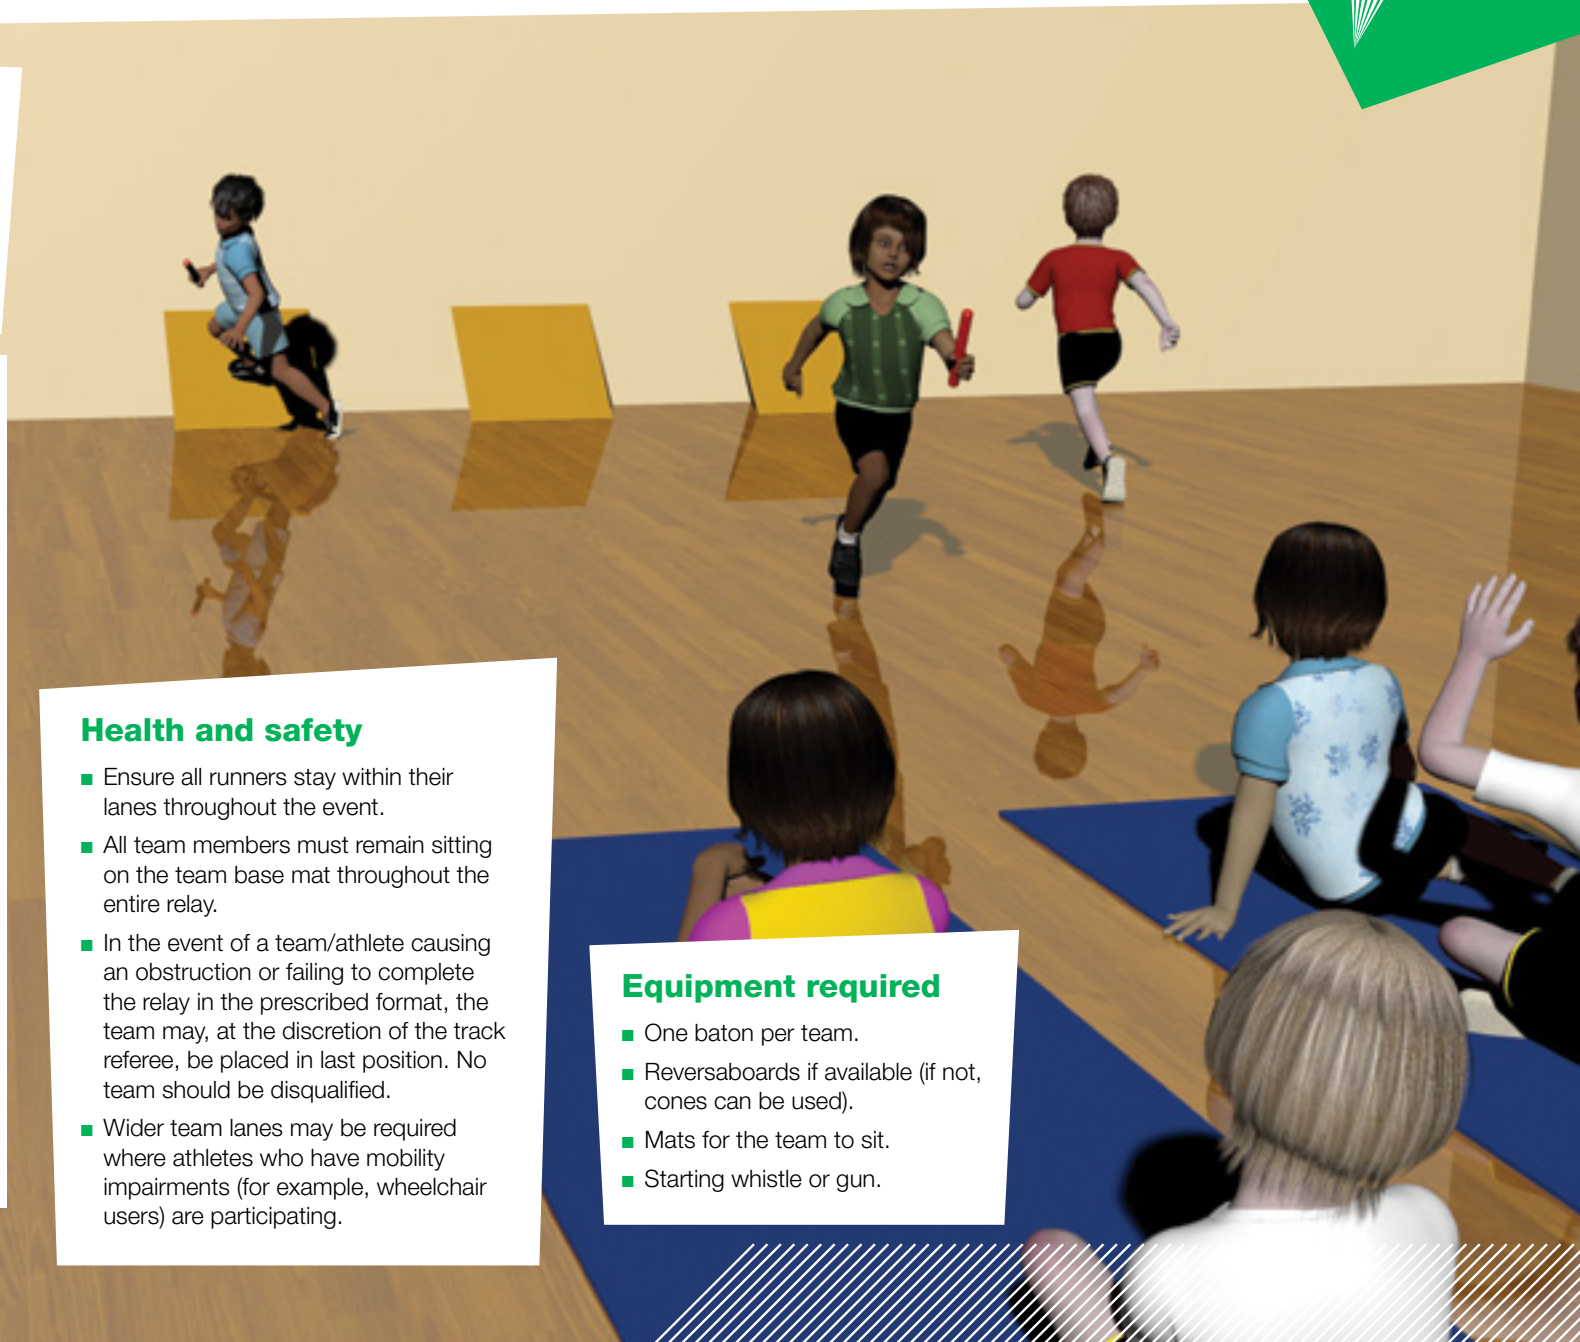 Health and safety
■ Ensure all runners stay within their
lanes throughout the event.
■ All team members must remain sitting
on the team base mat throughout the
entire relay.
■ In the event of a team/athlete causing
an obstruction or failing to complete
the relay in the prescribed format, the
team may, at the discretion of the track
referee, be placed in last position. No
team should be disqualified.
■ Wider team lanes may be required
where athletes who have mobility
impairments (for example, wheelchair
users) are participating.
Equipment required
■ One baton per team.
■ Reversaboards if available (if not,
cones can be used).
■ Mats for the team to sit.
■ Starting whistle or gun.